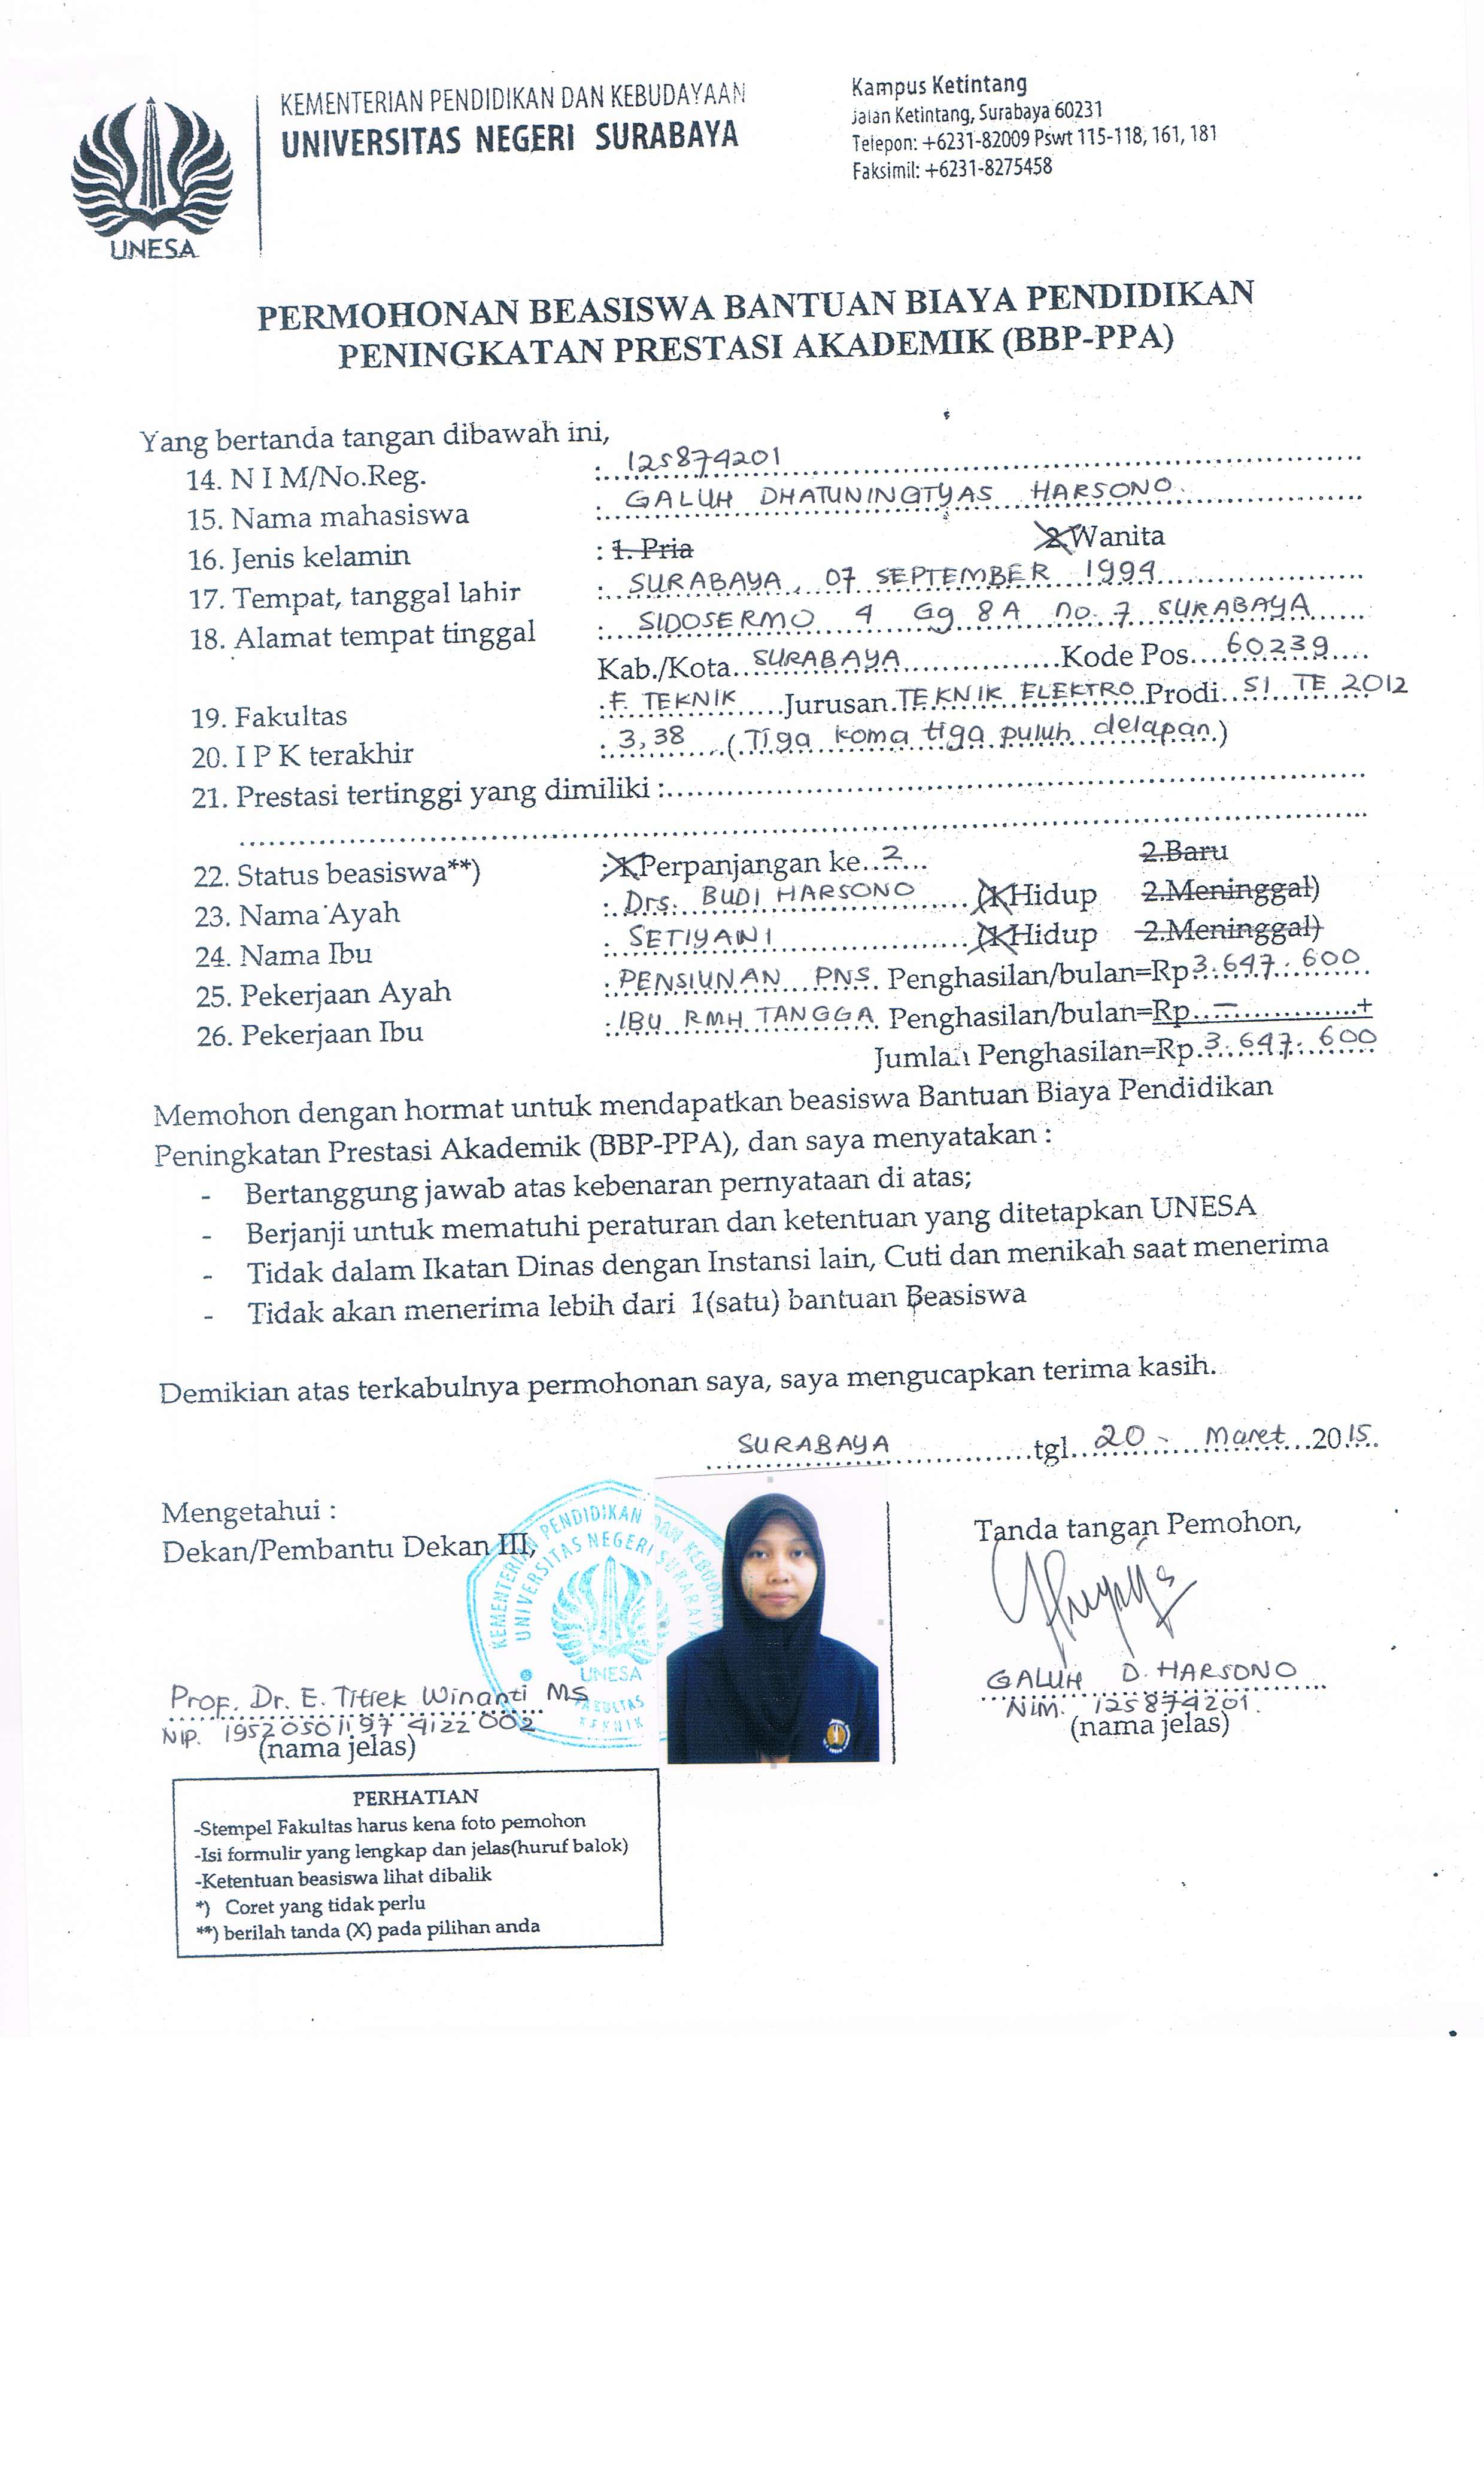 KEMENTERIAN PENDIDIKAN DAN KEBUDAYAAN
UNIVERSITAS NEGERI SURABAYA
UNESA
Kampus Ketintang
Jalan Ketintang, Surabaya 60231
Telepon: +6231-82009 Pswt 115-118, 161, 181
Faksimil: +6231-8275458
PERMOHONAN BEASISWA BANTUAN BIAYA PENDIDIKAN
PENINGKATAN PRESTASI AKADEMIK (BBP-PPA)
Yang bertanda tangan dibawah ini,
14. N I M/No.Reg. : 125874201
15. Nama mahasiswa : GALUH DHATUNINGTYAS HARSONO.
16. Jenis kelamin : 1. Pria 2. Wanita
17. Tempat, tanggal lahir : SURABAYA, 07 SEPTEMBER 1994
18. Alamat tempat tinggal : SIDOSERMO 4 Gg 8A no. 7 SURABAYA
Kab./Kota SURABAYA Kode Pos 60239
19. Fakultas : F. TEKNIK Jurusan TEKNIK ELEKTRO Prodi S1 TE 2012
20. I P K terakhir : 3,38 (Tiga koma tiga puluh delapan)
21. Prestasi tertinggi yang dimiliki :
22. Status beasiswa**) : 1 Perpanjangan ke 2 2.Baru
23. Nama Ayah : Drs. BUDI HARSONO (1 Hidup 2.Meninggal)
24. Nama Ibu : SETIYANI (1 Hidup 2.Meninggal)
25. Pekerjaan Ayah : PENSIUNAN PNS Penghasilan/bulan=Rp 3.647.600
26. Pekerjaan Ibu : IBU RMH TANGGA Penghasilan/bulan=Rp - +
Jumlah Penghasilan=Rp 3.647.600
Memohon dengan hormat untuk mendapatkan beasiswa Bantuan Biaya Pendidikan
Peningkatan Prestasi Akademik (BBP-PPA), dan saya menyatakan :
- Bertanggung jawab atas kebenaran pernyataan di atas;
- Berjanji untuk mematuhi peraturan dan ketentuan yang ditetapkan UNESA
- Tidak dalam Ikatan Dinas dengan Instansi lain, Cuti dan menikah saat menerima
- Tidak akan menerima lebih dari 1(satu) bantuan Beasiswa
Demikian atas terkabulnya permohonan saya, saya mengucapkan terima kasih.
SURABAYA tgl 20 - Maret 2015
Mengetahui :
Dekan/Pembantu Dekan III,
Tanda tangan Pemohon,
KEMENTERIAN PENDIDIKAN DAN KEBUDAYAAN
UNIVERSITAS NEGERI SURABAYA
UNESA
FAKULTAS
TEKNIK
Prof. Dr. E. Titiek Winanti MS
NIP. 19520501197 4122 002
(nama jelas)
GALUH D. HARSONO
NIM. 125874201.
(nama jelas)
PERHATIAN
-Stempel Fakultas harus kena foto pemohon
-Isi formulir yang lengkap dan jelas(huruf balok)
-Ketentuan beasiswa lihat dibalik
*) Coret yang tidak perlu
**) berilah tanda (X) pada pilihan anda